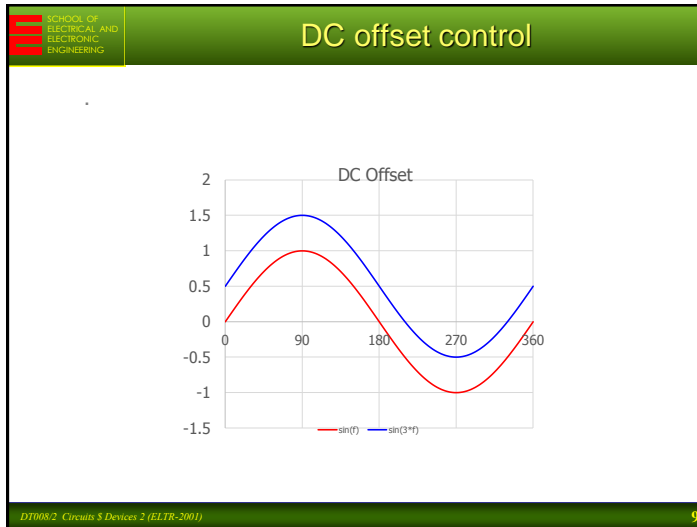 SCHOOL OF
ELECTRICAL AND
ELECTRONIC
ENGINEERING
DC offset control
DC Offset
2
1.5
1
0.5
0
-0.5
-1
-1.5
0 90 180 270 360
sin(f) sin(3*f)
DT008/2 Circuits $ Devices 2 (ELTR-2001)
9